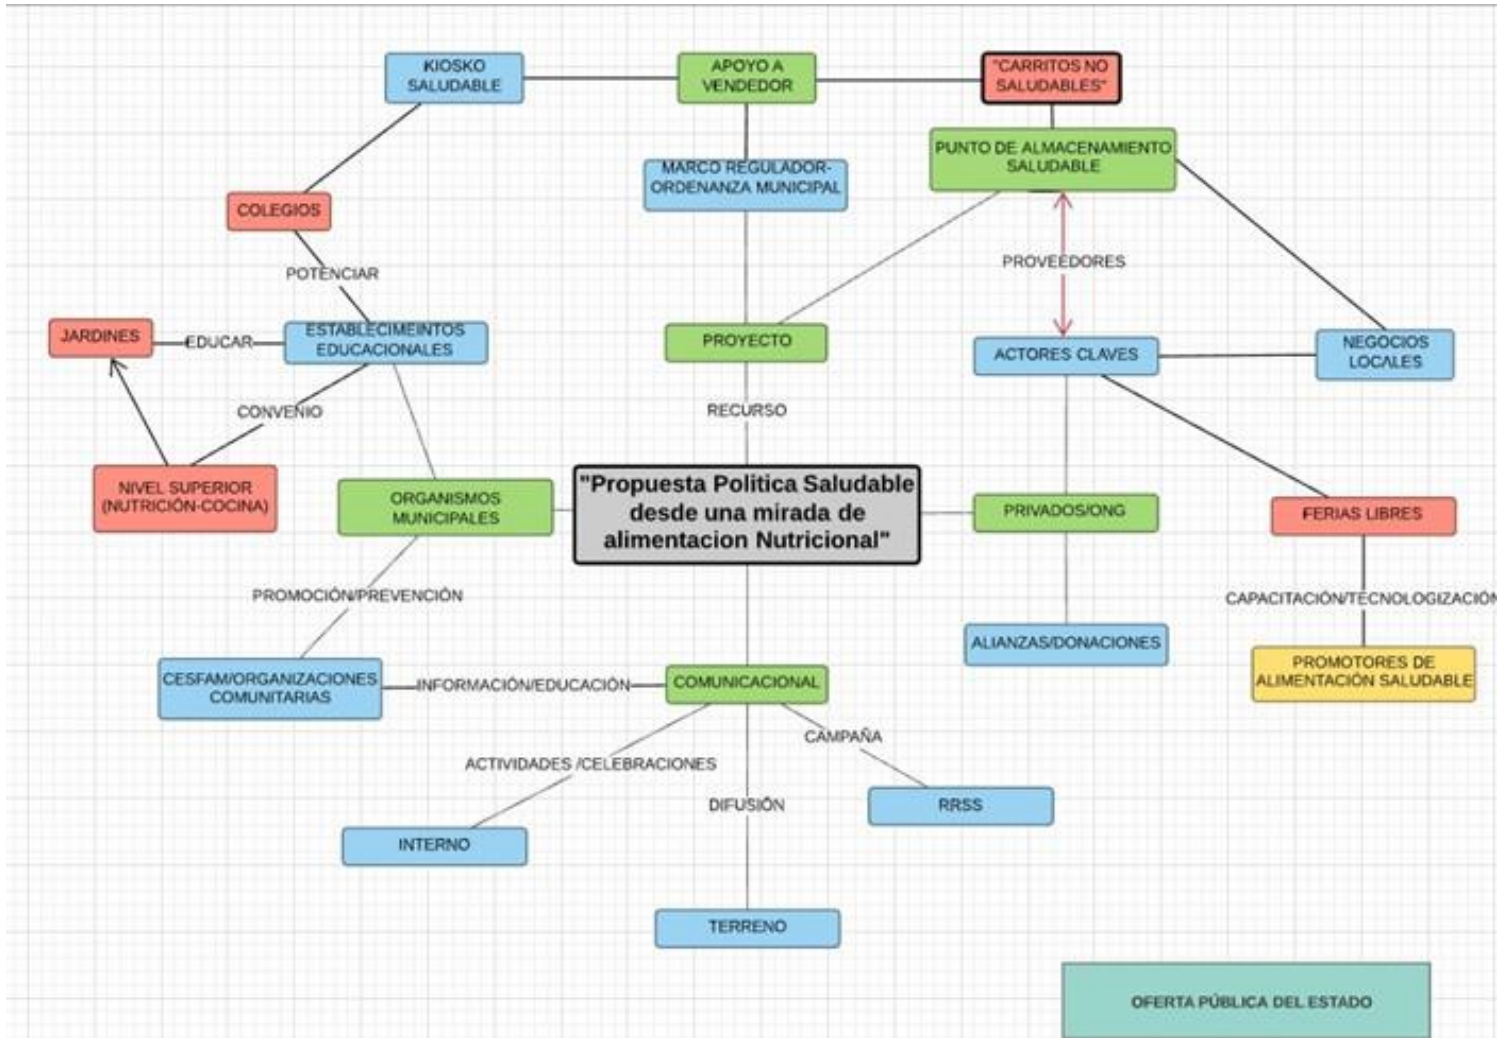 KIOSKO
SALUDABLE
APOYO A
VENDEDOR
"CARRITOS NO
SALUDABLES"
PUNTO DE ALMACENAMIENTO
SALUDABLE
MARCO REGULADOR-
ORDENANZA MUNICIPAL
COLEGIOS
POTENCIAR
PROVEEDORES
JARDINES
EDUCAR
ESTABLECIMEINTOS
EDUCACIONALES
PROYECTO
ACTORES CLAVES
NEGOCIOS
LOCALES
CONVENIO
RECURSO
NIVEL SUPERIOR
(NUTRICIÓN-COCINA)
ORGANISMOS
MUNICIPALES
"Propuesta Politica Saludable
desde una mirada de
alimentacion Nutricional"
PRIVADOS/ONG
FERIAS LIBRES
PROMOCIÓN/PREVENCIÓN
CAPACITACIÓN/TECNOLOGIZACIÓN
ALIANZAS/DONACIONES
CESFAM/ORGANIZACIONES
COMUNITARIAS
INFORMACIÓN/EDUCACIÓN
COMUNICACIONAL
PROMOTORES DE
ALIMENTACIÓN SALUDABLE
CAMPAÑA
ACTIVIDADES /CELEBRACIONES
DIFUSIÓN
RRSS
INTERNO
TERRENO
OFERTA PÚBLICA DEL ESTADO